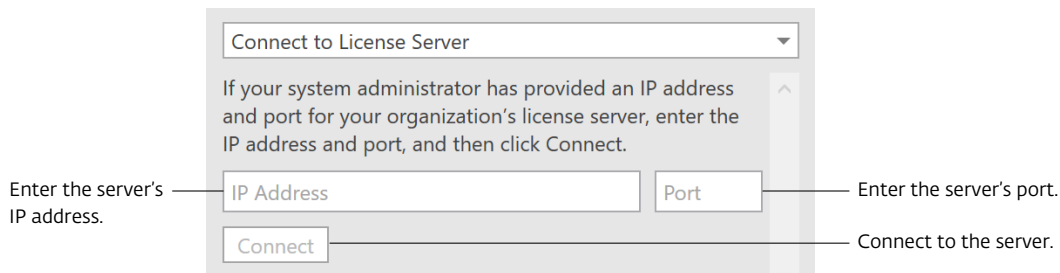 Connect to License Server
If your system administrator has provided an IP address
and port for your organization’s license server, enter the
IP address and port, and then click Connect.
Enter the server’s
IP address.
IP Address
Port
Enter the server’s port.
Connect
Connect to the server.